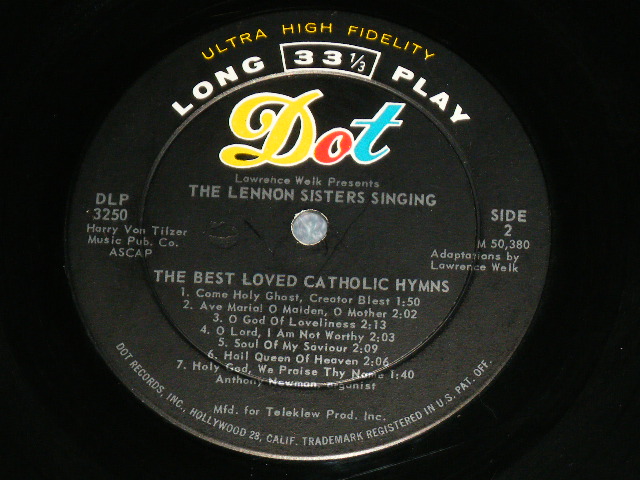 ULTRA HIGH FIDELITY
LONG 33 1/3 PLAY
Dot
Lawrence Welk Presents
THE LENNON SISTERS SINGING
DLP
3250
Harry Von Tilzer
Music Pub. Co.
ASCAP
SIDE
2
M 50,380
Adaptations by
Lawrence Welk
THE BEST LOVED CATHOLIC HYMNS
1. Come Holy Ghost, Creator Blest 1:50
2. Ave Maria! O Maiden, O Mother 2:02
3. O God of Loveliness 2:13
4. O Lord, I Am Not Worthy 2:03
5. Soul Of My Saviour 2:09
6. Hail Queen Of Heaven 2:06
7. Holy God, We Praise Thy Name 1:40
Anthony Newman, organist
Mfd. for Teleklew Prod. Inc.
DOT RECORDS, INC., HOLLYWOOD 28, CALIF. TRADEMARK REGISTERED IN U.S. PAT. OFF.